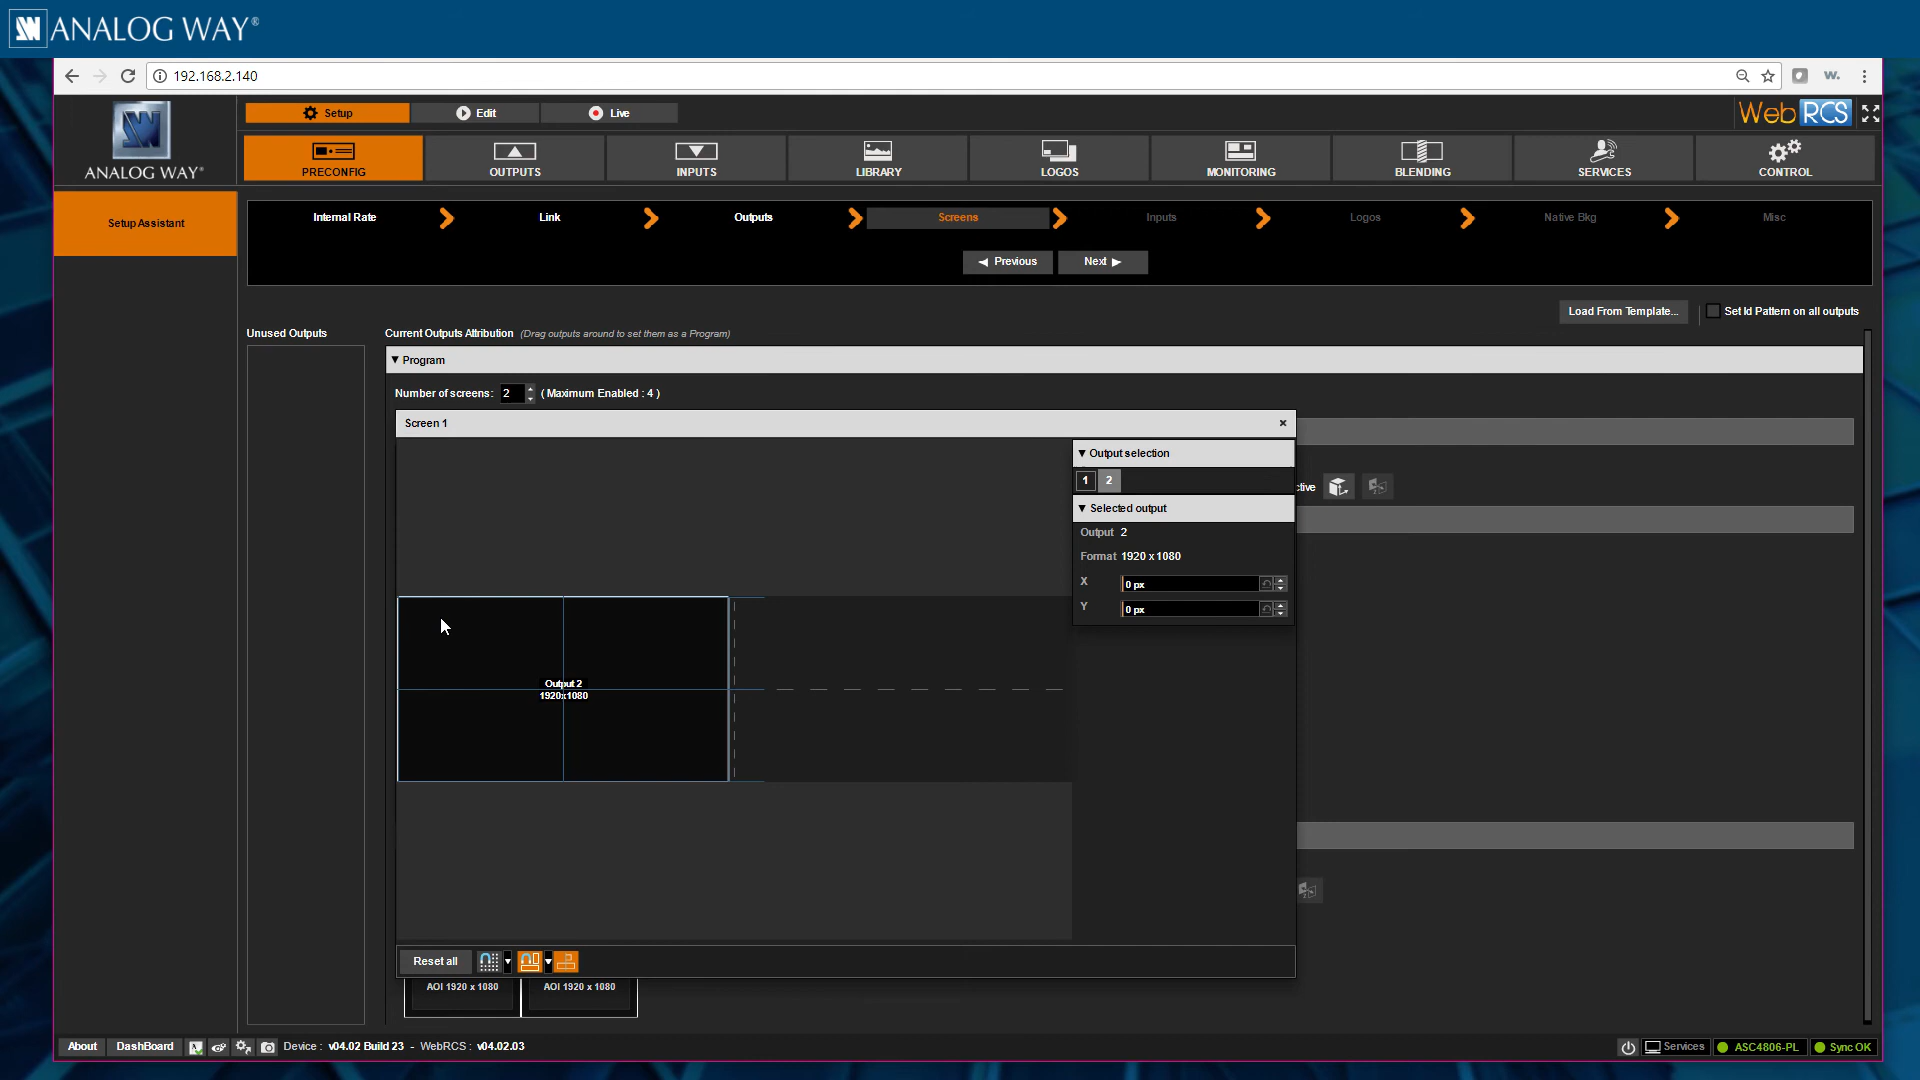 ANALOG WAY®
192.168.2.140
w.
ANALOG WAY®
Setup
Edit
Live
WebRCS
PRECONFIG
OUTPUTS
INPUTS
LIBRARY
LOGOS
MONITORING
BLENDING
SERVICES
CONTROL
Setup Assistant
Internal Rate
Link
Outputs
Screens
Inputs
Logos
Native Bkg
Misc
Previous
Next
Load From Template...
Set Id Pattern on all outputs
Unused Outputs
Current Outputs Attribution (Drag outputs around to set them as a Program)
Program
Number of screens: 2 ( Maximum Enabled : 4 )
Screen 1
Output selection
1 2
ctive
Selected output
Output 2
Format 1920 x 1080
X 0 px
Y 0 px
Output 2
1920x1080
Reset all
AOI 1920 x 1080
AOI 1920 x 1080
About
DashBoard
Device : v04.02 Build 23 - WebRCS : v04.02.03
Services
ASC4806-PL
Sync OK